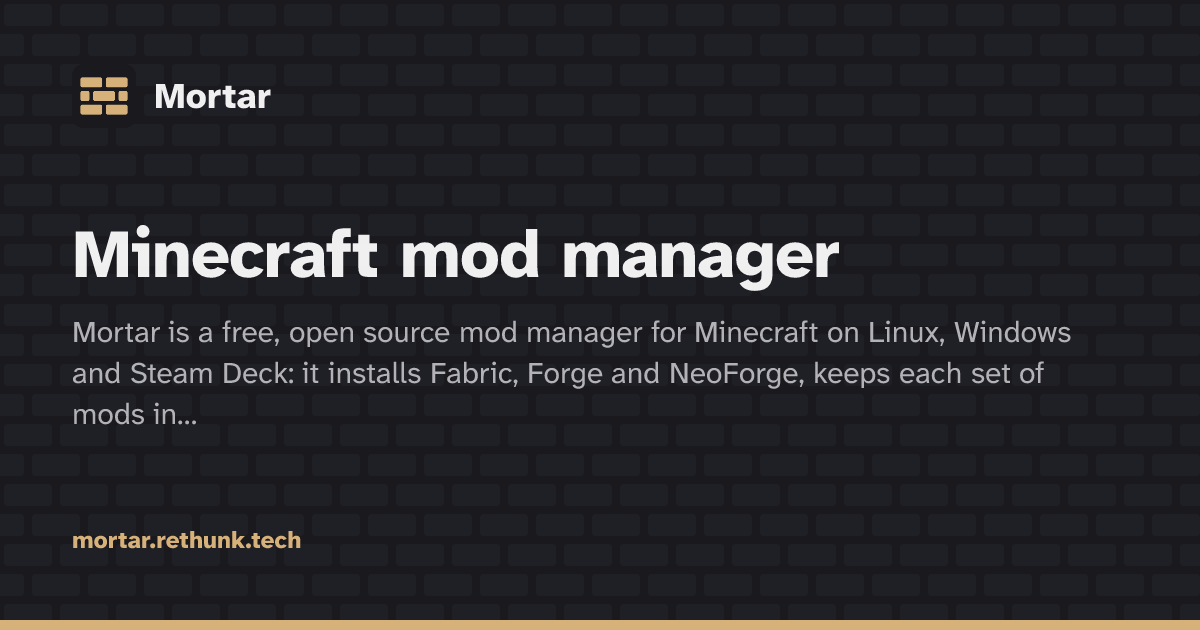 Mortar
Minecraft mod manager
Mortar is a free, open source mod manager for Minecraft on Linux, Windows
and Steam Deck: it installs Fabric, Forge and NeoForge, keeps each set of
mods in...
mortar.rethunk.tech